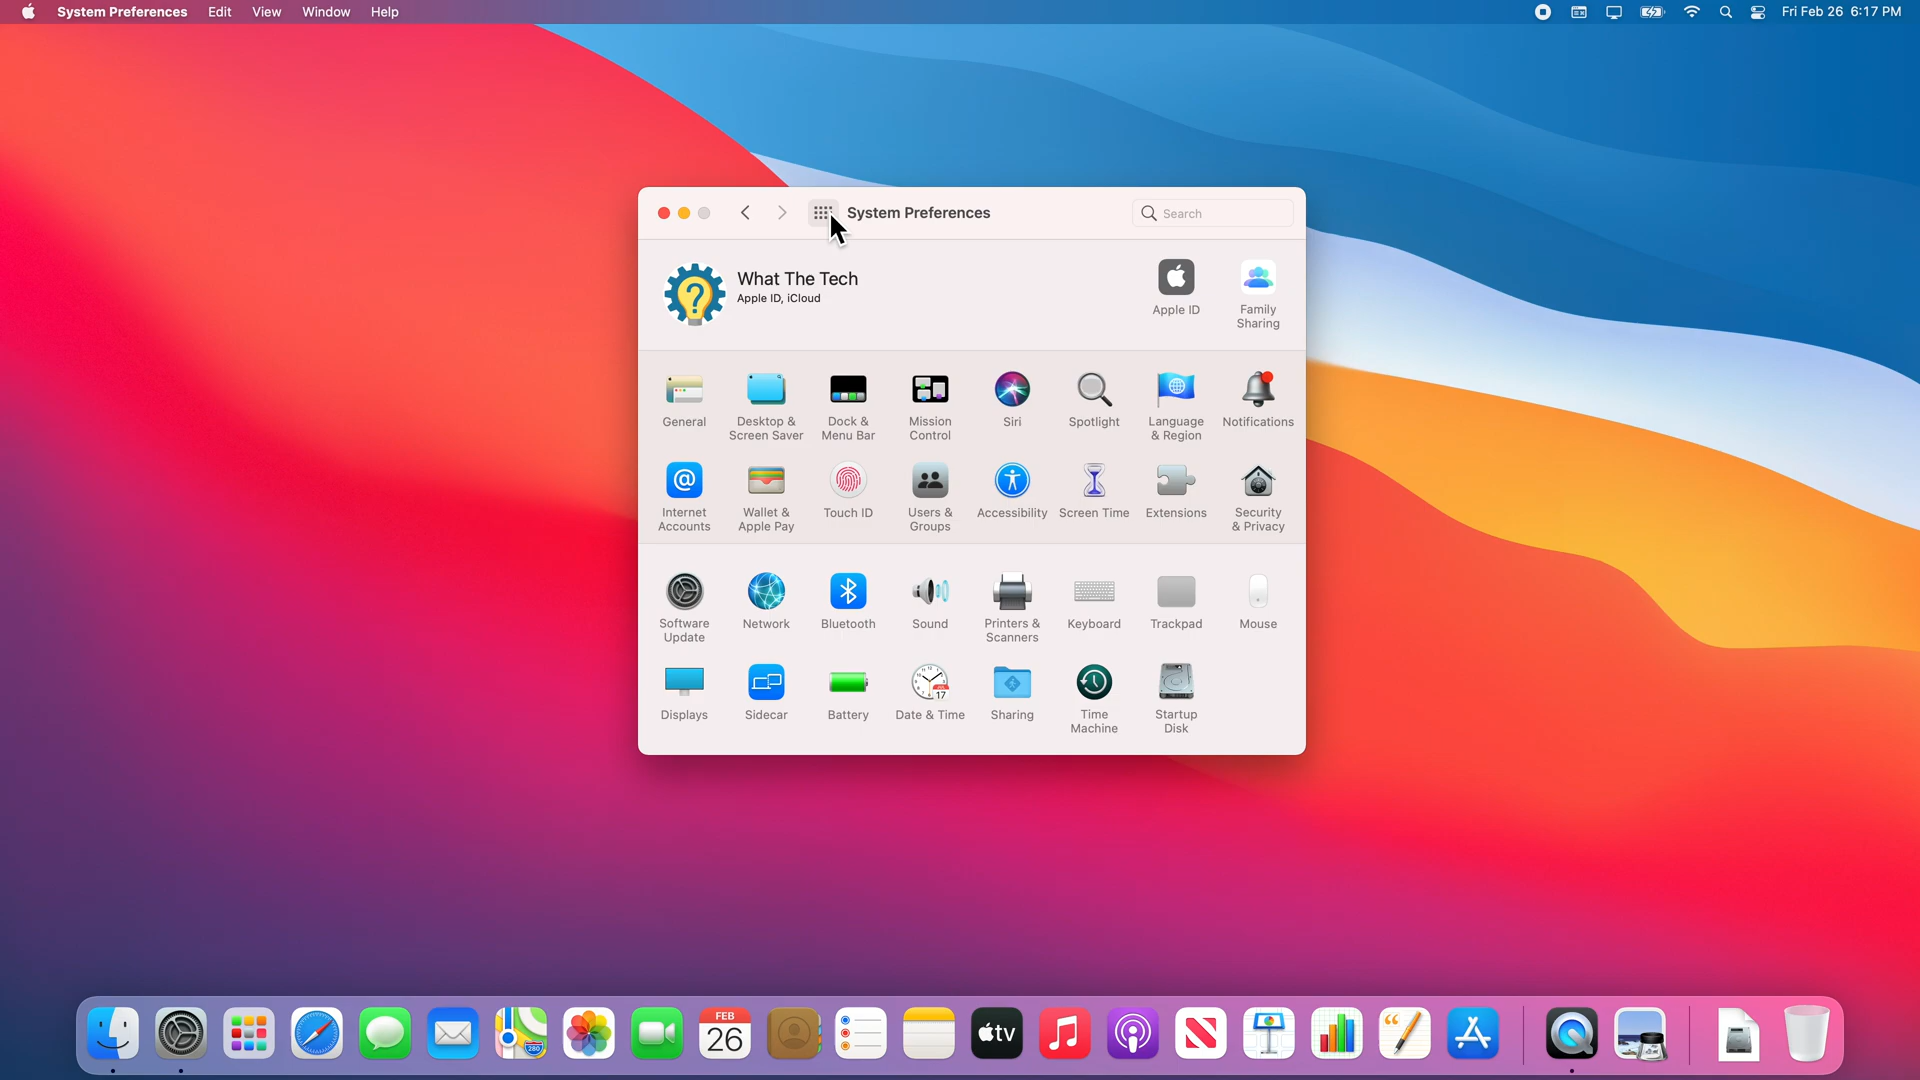 System Preferences Edit View Window Help Fri Feb 26 6:17 PM
System Preferences Search
What The Tech
Apple ID, iCloud
Apple ID
Family
Sharing
General
Desktop &
Screen Saver
Dock &
Menu Bar
Mission
Control
Siri
Spotlight
Language
& Region
Notifications
Internet
Accounts
Wallet &
Apple Pay
Touch ID
Users &
Groups
Accessibility
Screen Time
Extensions
Security
& Privacy
Software
Update
Network
Bluetooth
Sound
Printers &
Scanners
Keyboard
Trackpad
Mouse
Displays
Sidecar
Battery
17
Date & Time
Sharing
Time
Machine
Startup
Disk
280
FEB
26
tv